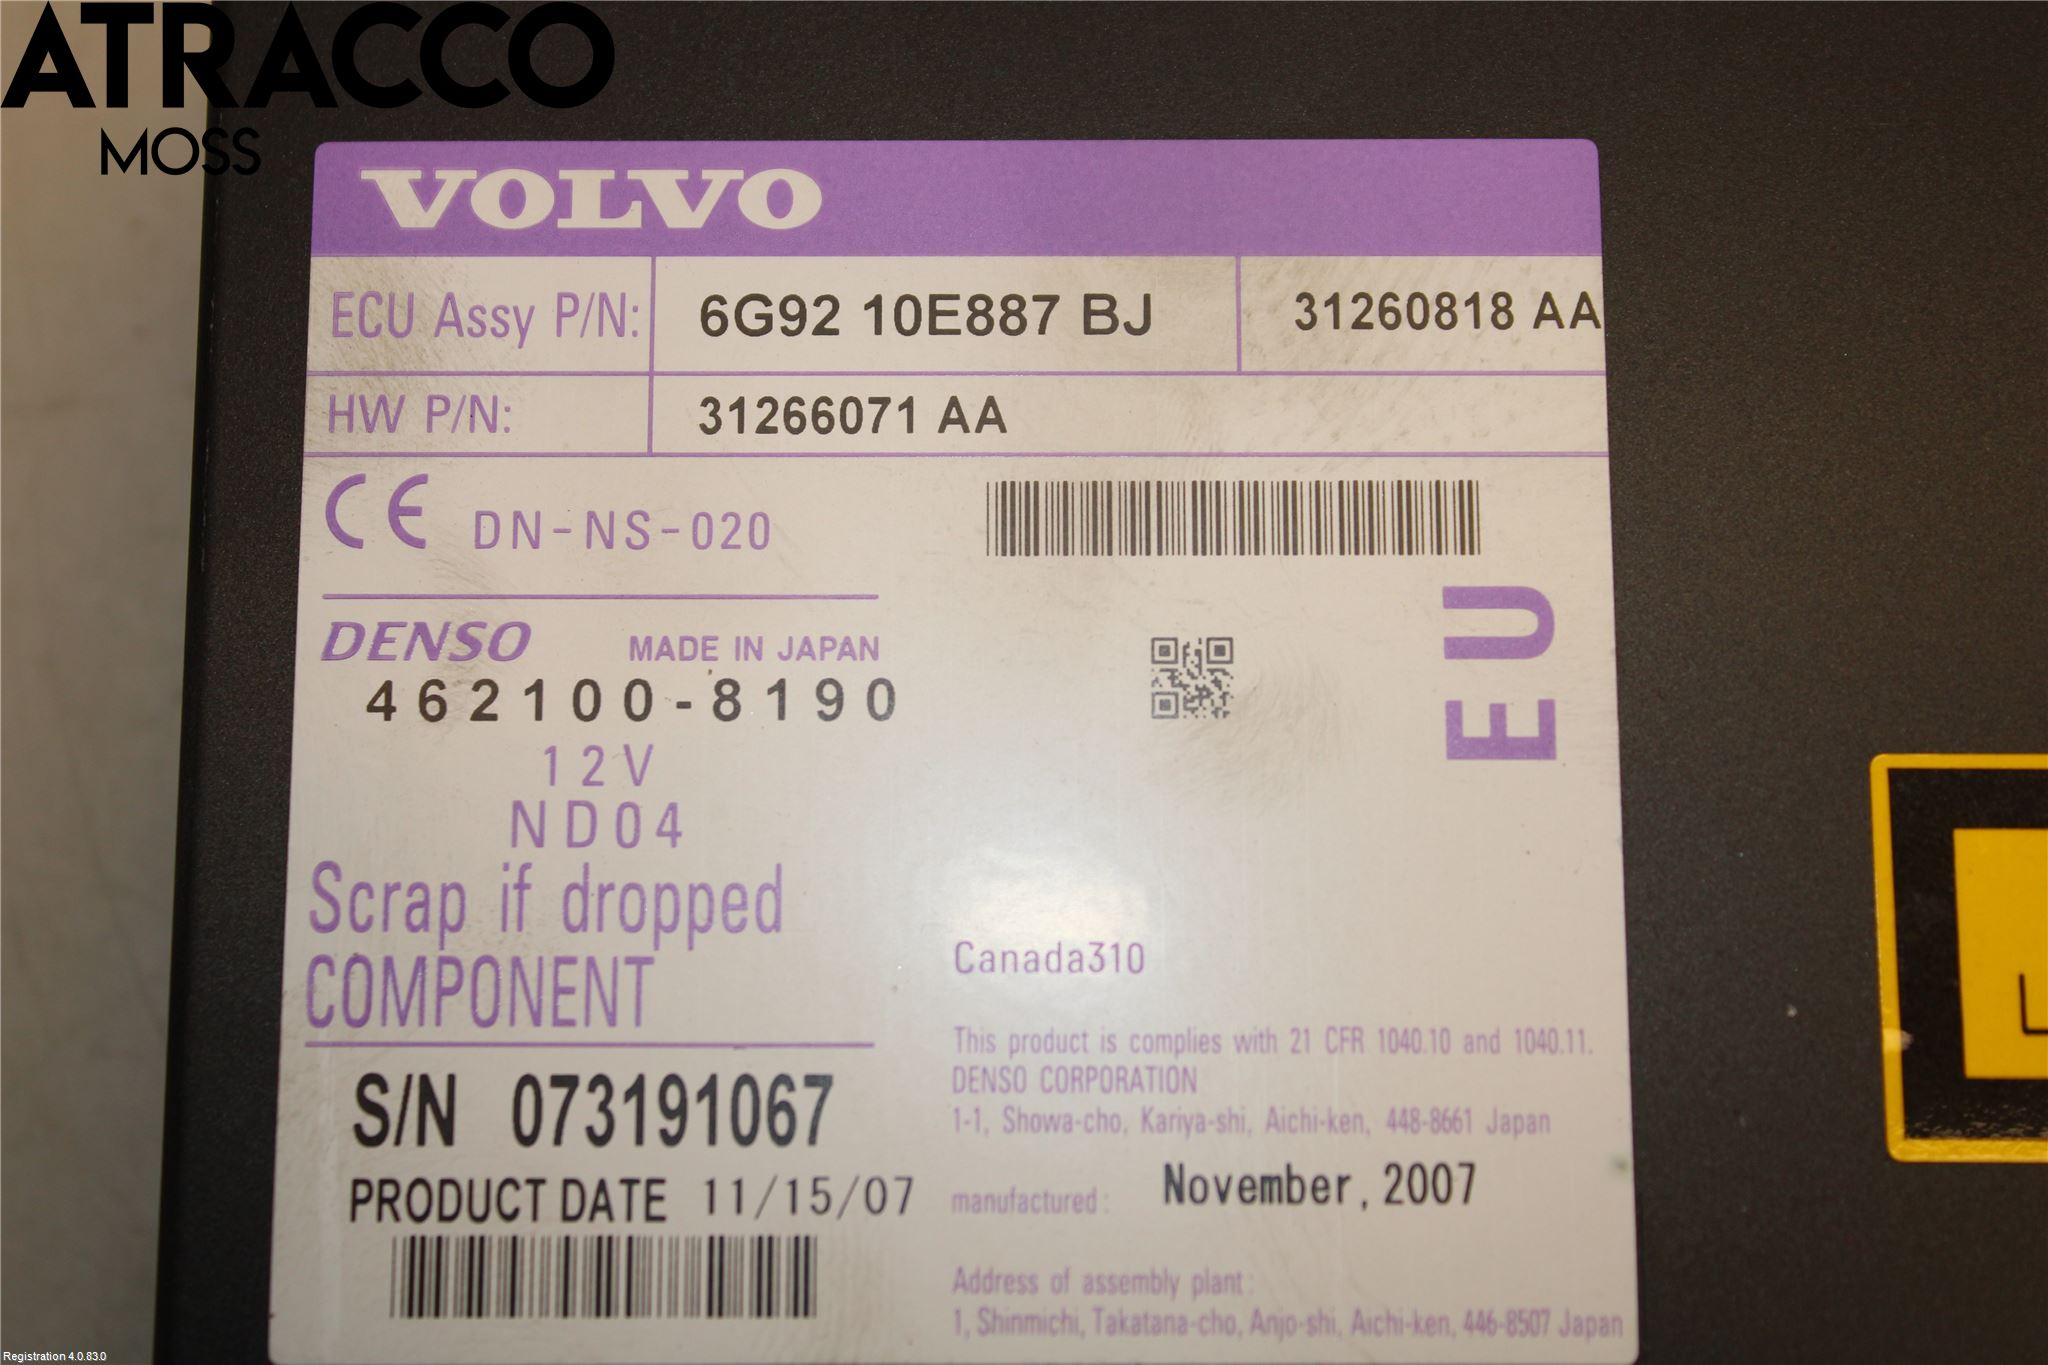 ATRACCO
MOSS
VOLVO
ECU Assy P/N: 6G92 10E887 BJ 31260818 AA
HW P/N: 31266071 AA
CE DN-NS-020
EU
DENSO MADE IN JAPAN
462100-8190
12V
ND04
Scrap if dropped
COMPONENT
Canada310
This product is complies with 21 CFR 1040.10 and 1040.11.
DENSO CORPORATION
1-1, Showa-cho, Kariya-shi, Aichi-ken, 448-8661 Japan
S/N 073191067
PRODUCT DATE 11/15/07
manufactured: November, 2007
Address of assembly plant:
1, Shinmichi, Takatana-cho, Anjo-shi, Aichi-ken, 446-8507 Japan
Registration 4.0.83.0